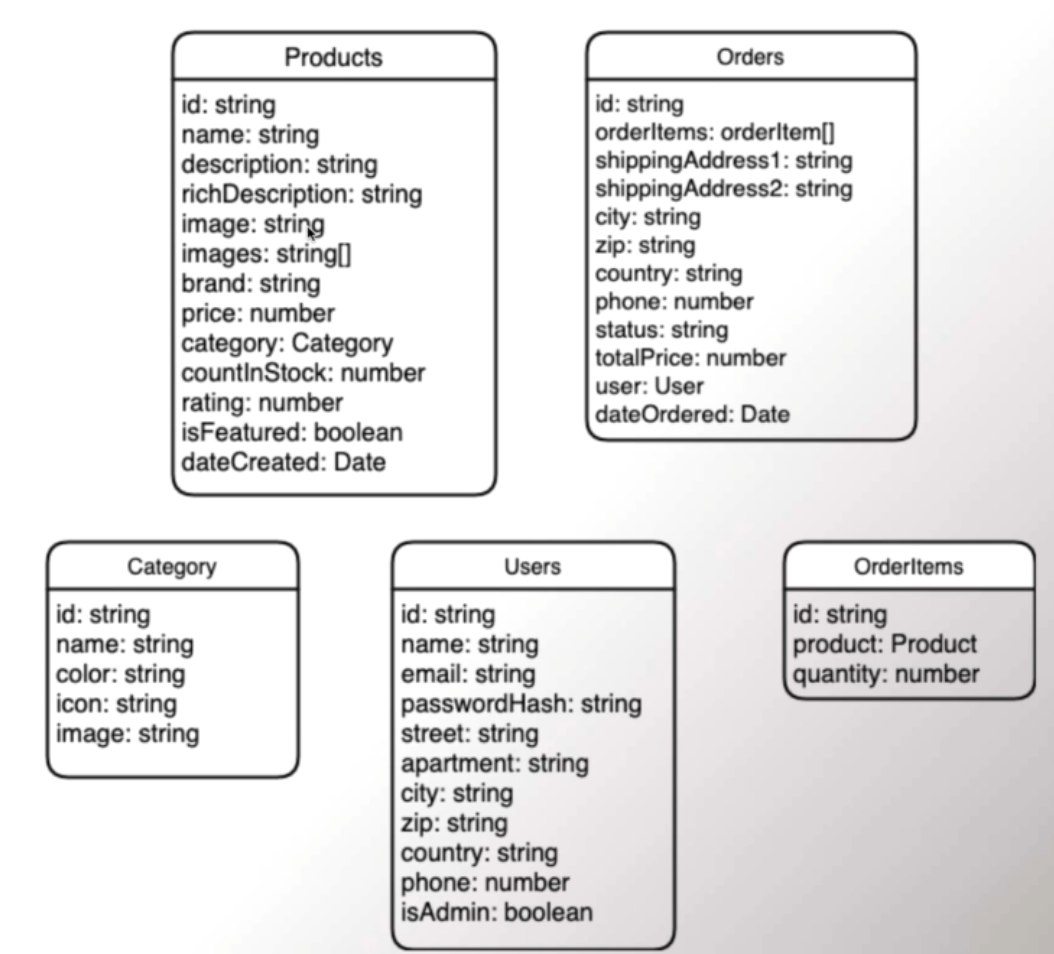 Products
id: string
name: string
description: string
richDescription: string
image: string
images: string[]
brand: string
price: number
category: Category
countInStock: number
rating: number
isFeatured: boolean
dateCreated: Date
Orders
id: string
orderItems: orderItem[]
shippingAddress1: string
shippingAddress2: string
city: string
zip: string
country: string
phone: number
status: string
totalPrice: number
user: User
dateOrdered: Date
Category
id: string
name: string
color: string
icon: string
image: string
Users
id: string
name: string
email: string
passwordHash: string
street: string
apartment: string
city: string
zip: string
country: string
phone: number
isAdmin: boolean
OrderItems
id: string
product: Product
quantity: number